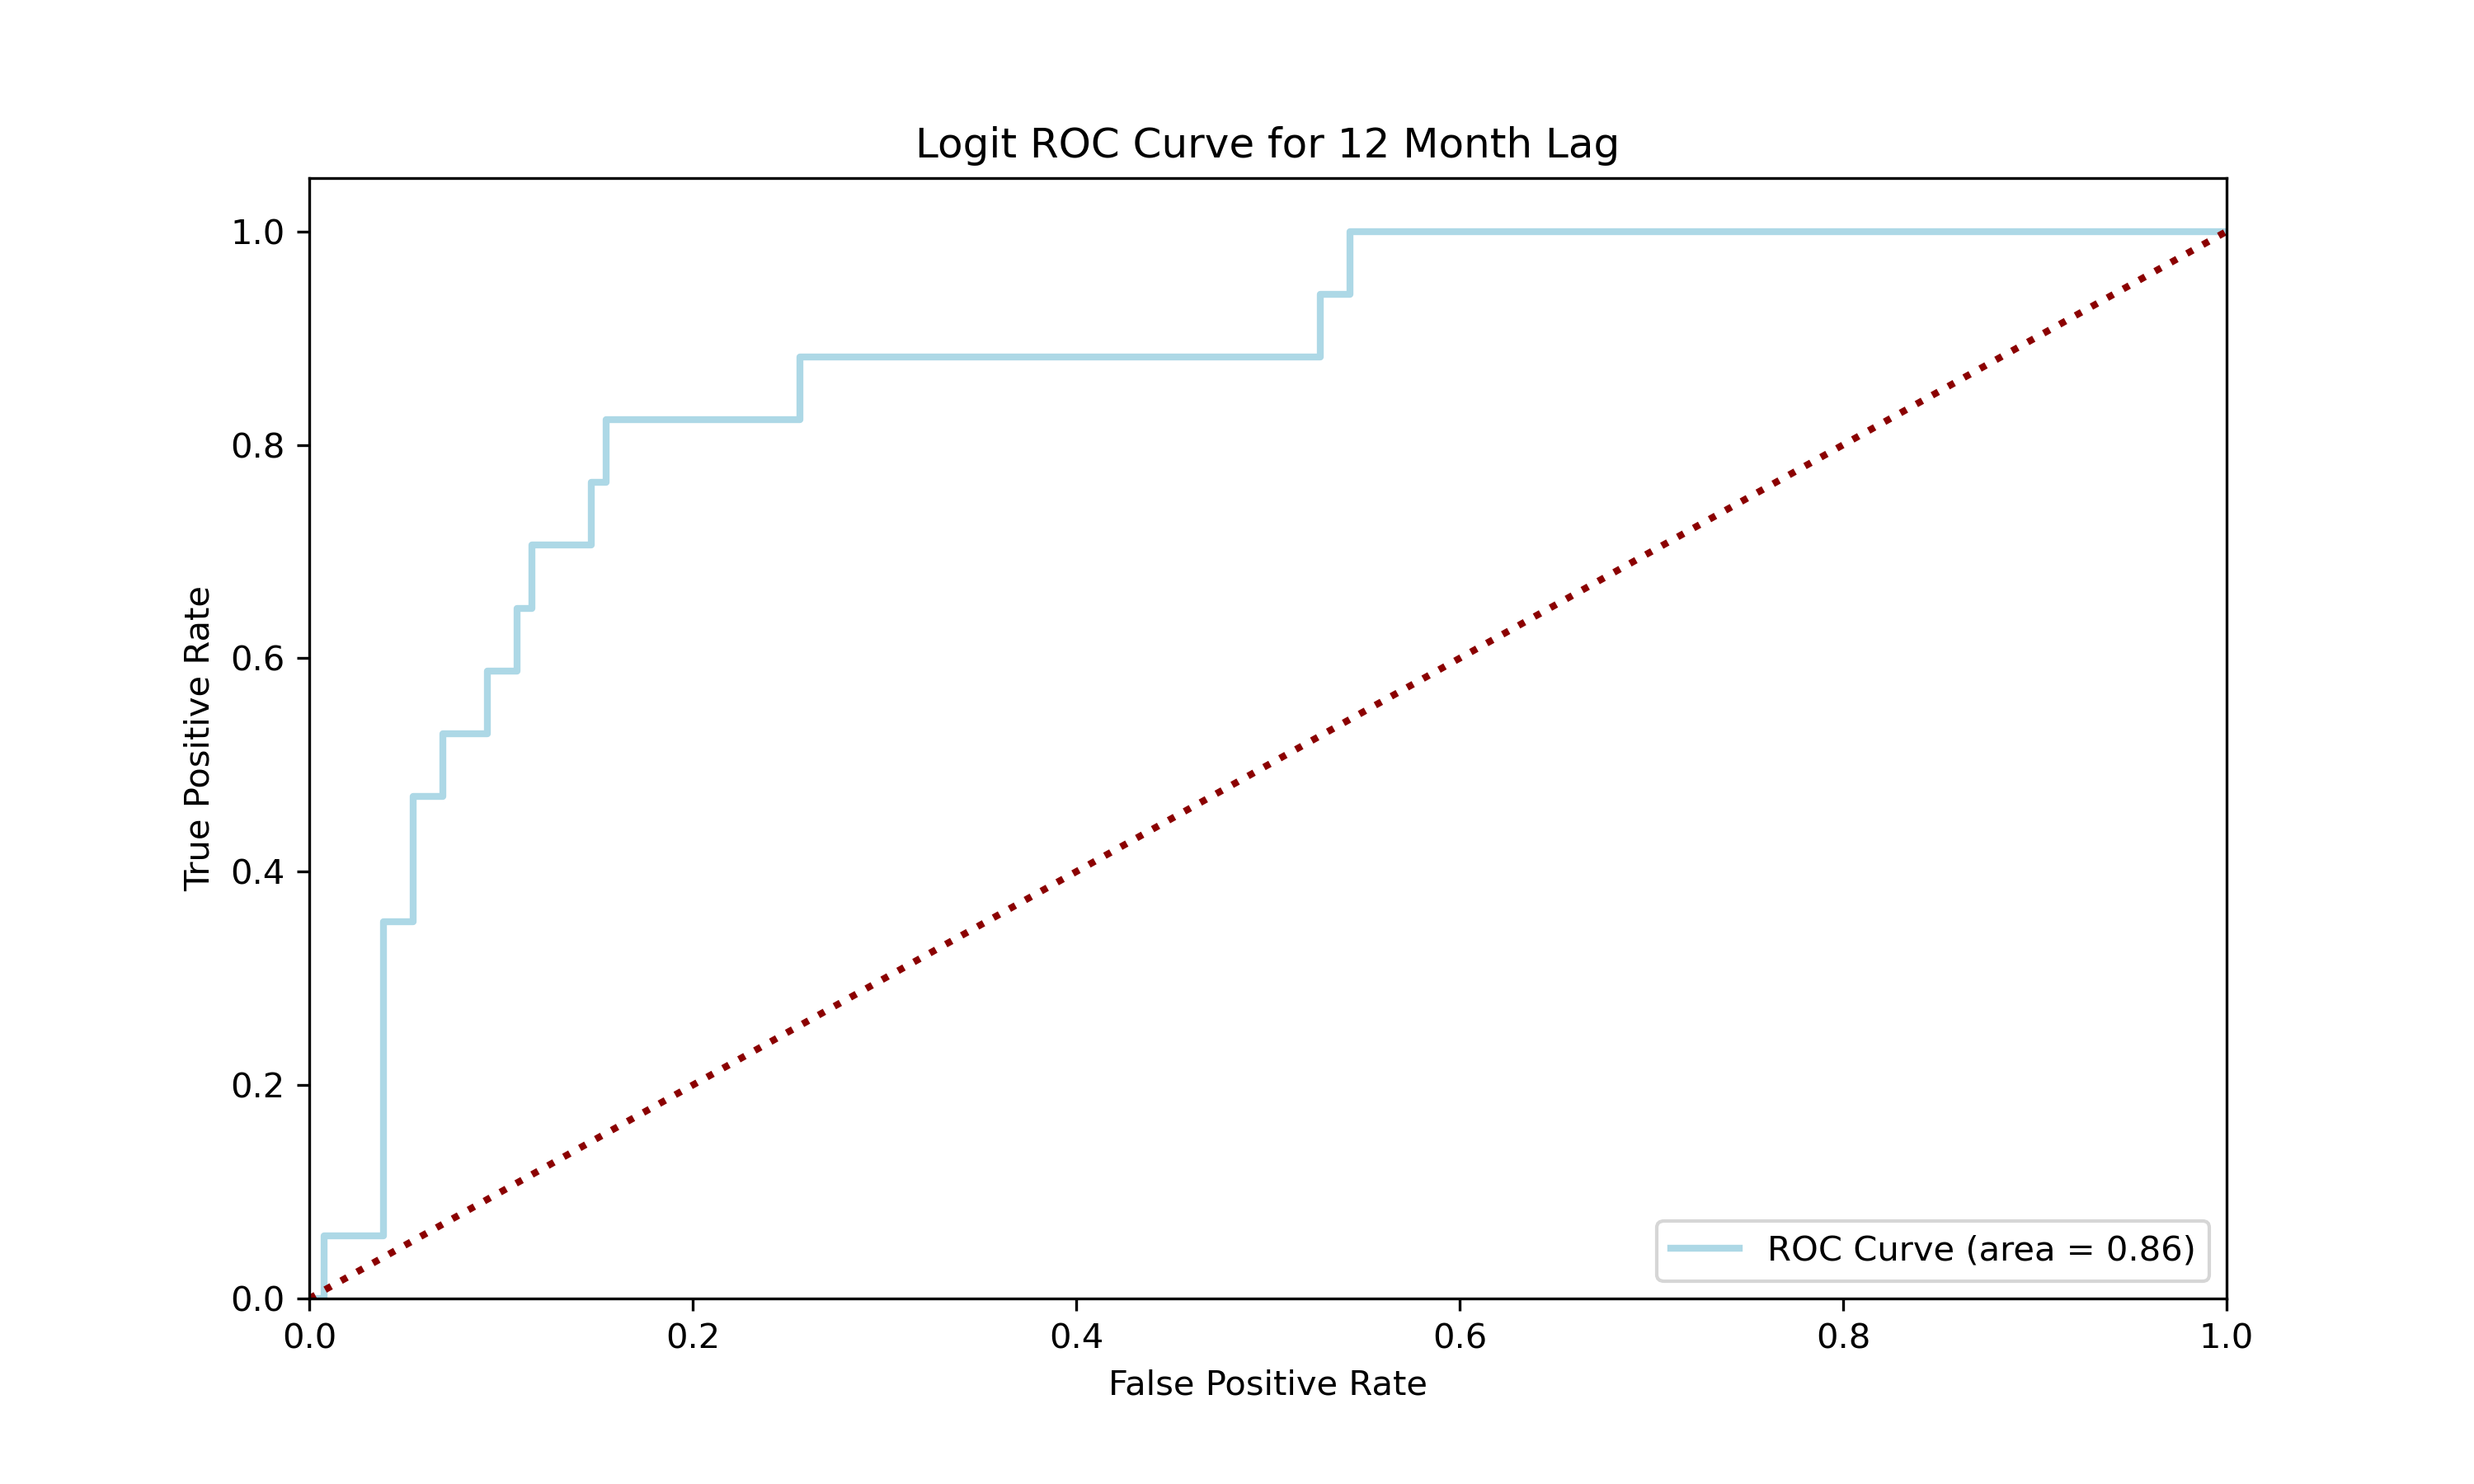 Logit ROC Curve for 12 Month Lag
1.0
0.8
0.6
0.4
0.2
0.0
True Positive Rate
ROC Curve (area = 0.86)
0.0 0.2 0.4 0.6 0.8 1.0
False Positive Rate